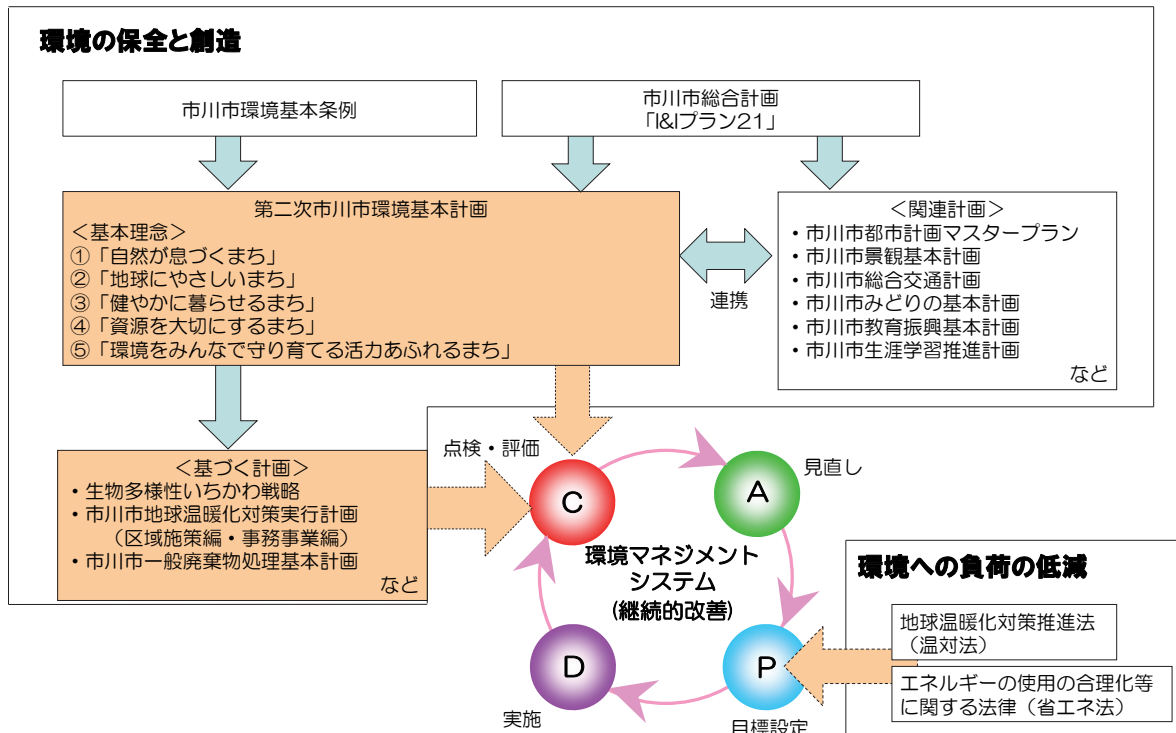 環境の保全と創造
市川市環境基本条例
市川市総合計画
「I&Iプラン21」
第二次市川市環境基本計画
＜基本理念＞
①「自然が息づくまち」
②「地球にやさしいまち」
③「健やかに暮らせるまち」
④「資源を大切にするまち」
⑤「環境をみんなで守り育てる活力あふれるまち」
連携
＜関連計画＞
・市川市都市計画マスタープラン
・市川市景観基本計画
・市川市総合交通計画
・市川市みどりの基本計画
・市川市教育振興基本計画
・市川市生涯学習推進計画
など
＜基づく計画＞
・生物多様性いちかわ戦略
・市川市地球温暖化対策実行計画
（区域施策編・事務事業編）
・市川市一般廃棄物処理基本計画
など
点検・評価
C
A
見直し
環境マネジメント
システム
(継続的改善)
D
実施
P
目標設定
環境への負荷の低減
地球温暖化対策推進法
（温対法）
エネルギーの使用の合理化等
に関する法律（省エネ法）